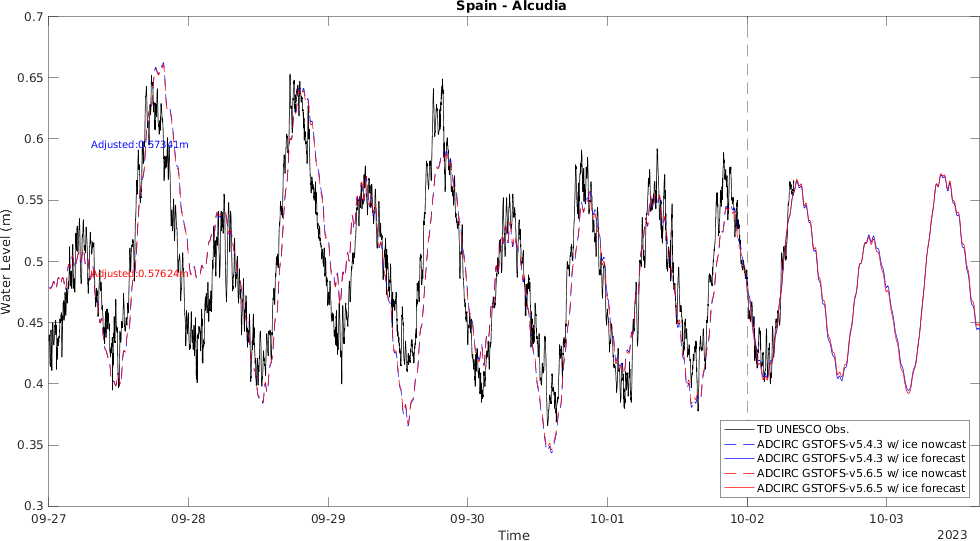 Spain - Alcudia
0.7
0.65
0.6
0.55
0.5
0.45
0.4
0.35
0.3
Water Level (m)
Adjusted:0.57341m
Adjusted:0.57624m
TD UNESCO Obs.
ADCIRC GSTOFS-v5.4.3 w/ ice nowcast
ADCIRC GSTOFS-v5.4.3 w/ ice forecast
ADCIRC GSTOFS-v5.6.5 w/ ice nowcast
ADCIRC GSTOFS-v5.6.5 w/ ice forecast
09-27 09-28 09-29 09-30 10-01 10-02 10-03
Time
2023